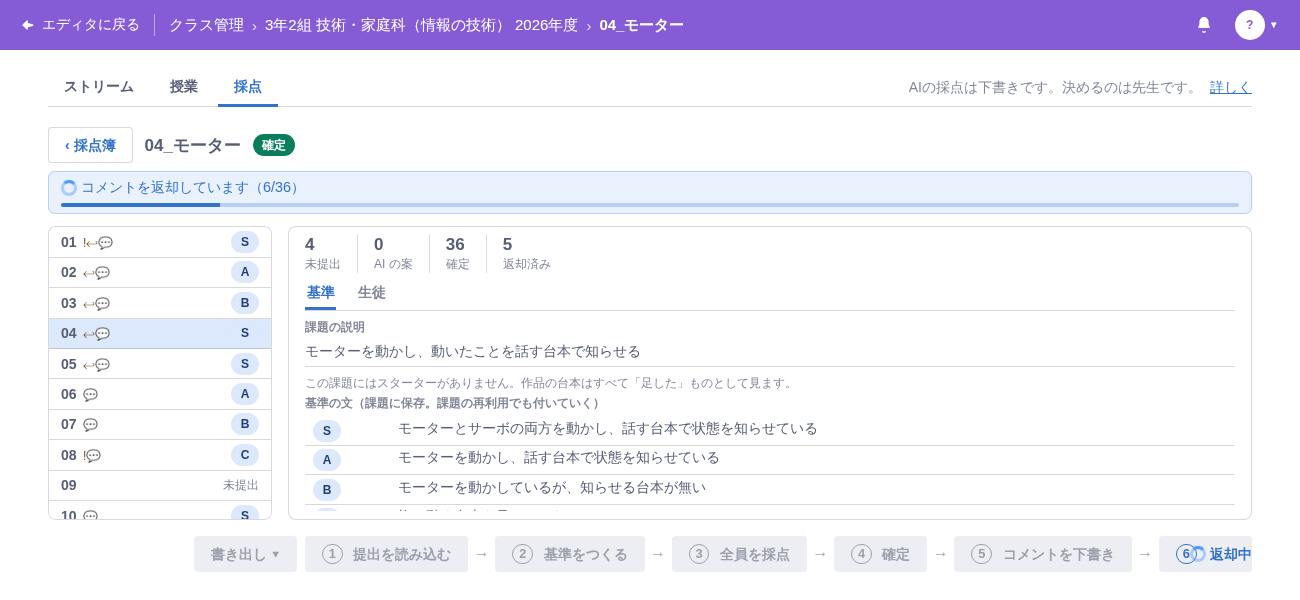 エディタに戻る
クラス管理 › 3年2組 技術・家庭科（情報の技術） 2026年度 › 04_モーター
?
ストリーム 授業 採点
AIの採点は下書きです。決めるのは先生です。 詳しく
‹ 採点簿 04_モーター 確定
コメントを返却しています（6/36）
01 ! S
02 A
03 B
04 S
05 S
06 A
07 B
08 ! C
09 未提出
10 S
4 0 36 5
未提出 AI の案 確定 返却済み
基準 生徒
課題の説明
モーターを動かし、動いたことを話す台本で知らせる
この課題にはスターターがありません。作品の台本はすべて「足した」ものとして見ます。
基準の文（課題に保存。課題の再利用でも付いていく）
S モーターとサーボの両方を動かし、話す台本で状態を知らせている
A モーターを動かし、話す台本で状態を知らせている
B モーターを動かしているが、知らせる台本が無い
書き出し ▾ 1 提出を読み込む → 2 基準をつくる → 3 全員を採点 → 4 確定 → 5 コメントを下書き → 6 返却中